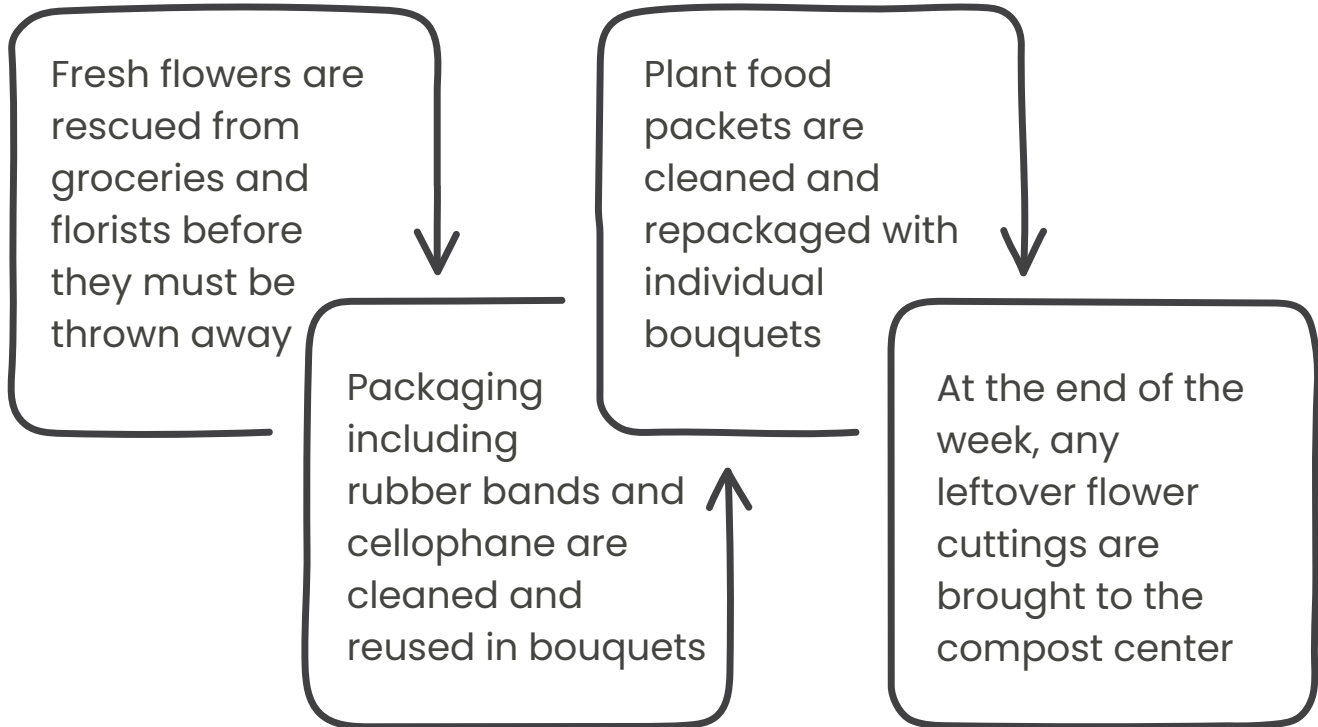 Fresh flowers are
rescued from
groceries and
florists before
they must be
thrown away
Packaging
including
rubber bands and
cellophane are
cleaned and
reused in bouquets
Plant food
packets are
cleaned and
repackaged with
individual
bouquets
At the end of the
week, any
leftover flower
cuttings are
brought to the
compost center